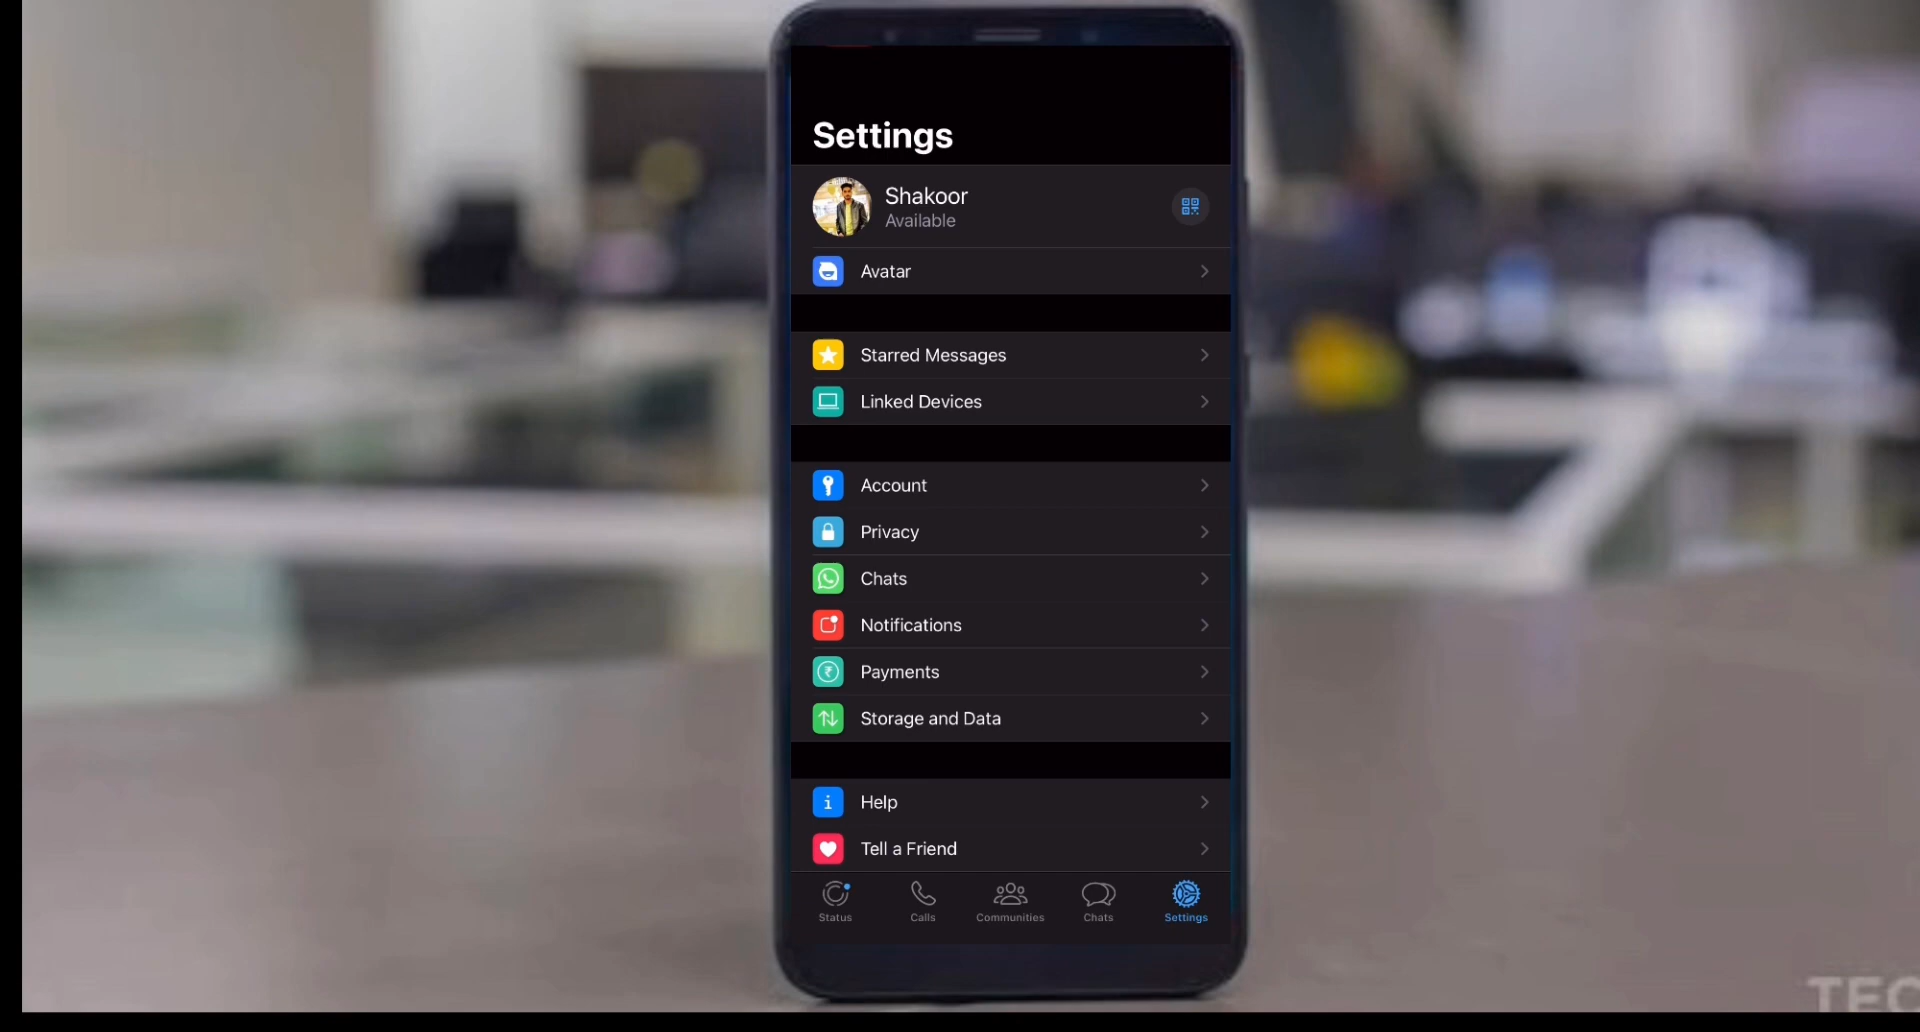 Settings
Shakoor
Available
Avatar
Starred Messages
Linked Devices
Account
Privacy
Chats
Notifications
Payments
Storage and Data
Help
Tell a Friend
Status
Calls
Communities
Chats
Settings
TEC